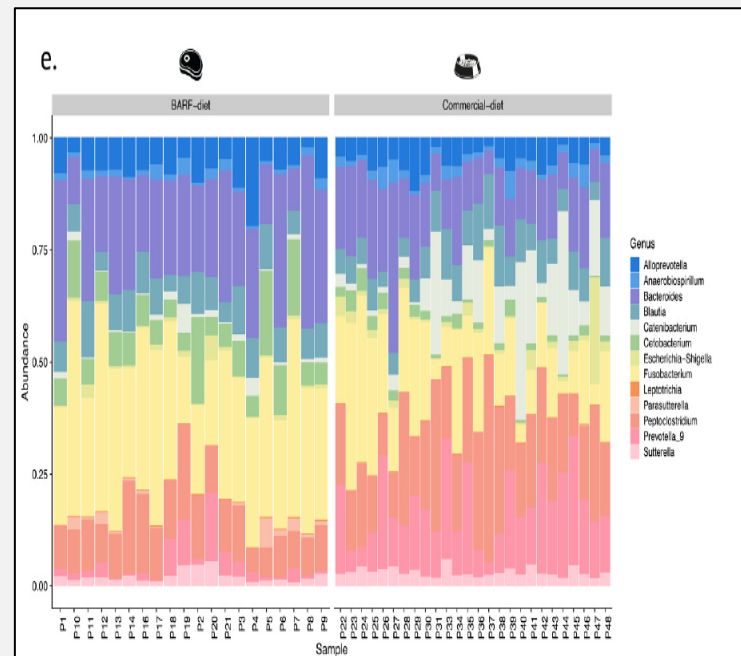 e.
BARF-diet
Commercial-diet
1.00
0.75
0.50
0.25
0.00
Abundance
P1 P10 P11 P12 P13 P14 P16 P17 P18 P19 P2 P20 P21 P3 P4 P5 P6 P7 P8 P9 P22 P23 P24 P25 P26 P27 P28 P29 P30 P31 P33 P34 P35 P36 P37 P38 P39 P40 P41 P42 P43 P44 P45 P46 P47 P48
Sample
Genus
Alloprevotella
Anaerobiospirillum
Bacteroides
Blautia
Catenibacterium
Cetobacterium
Escherichia-Shigella
Fusobacterium
Leptotrichia
Parasutterella
Peptoclostridium
Prevotella_9
Sutterella